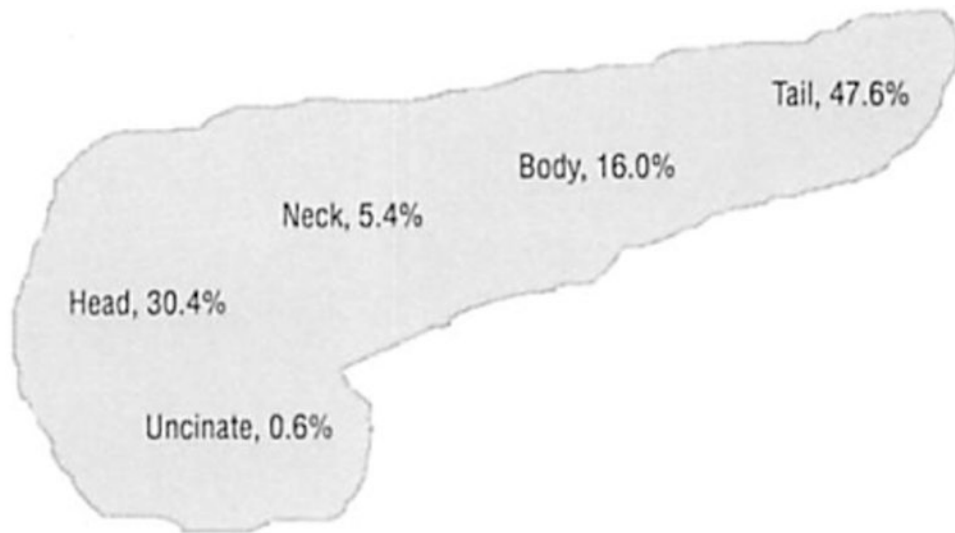 Tail, 47.6%
Body, 16.0%
Neck, 5.4%
Head, 30.4%
Uncinate, 0.6%